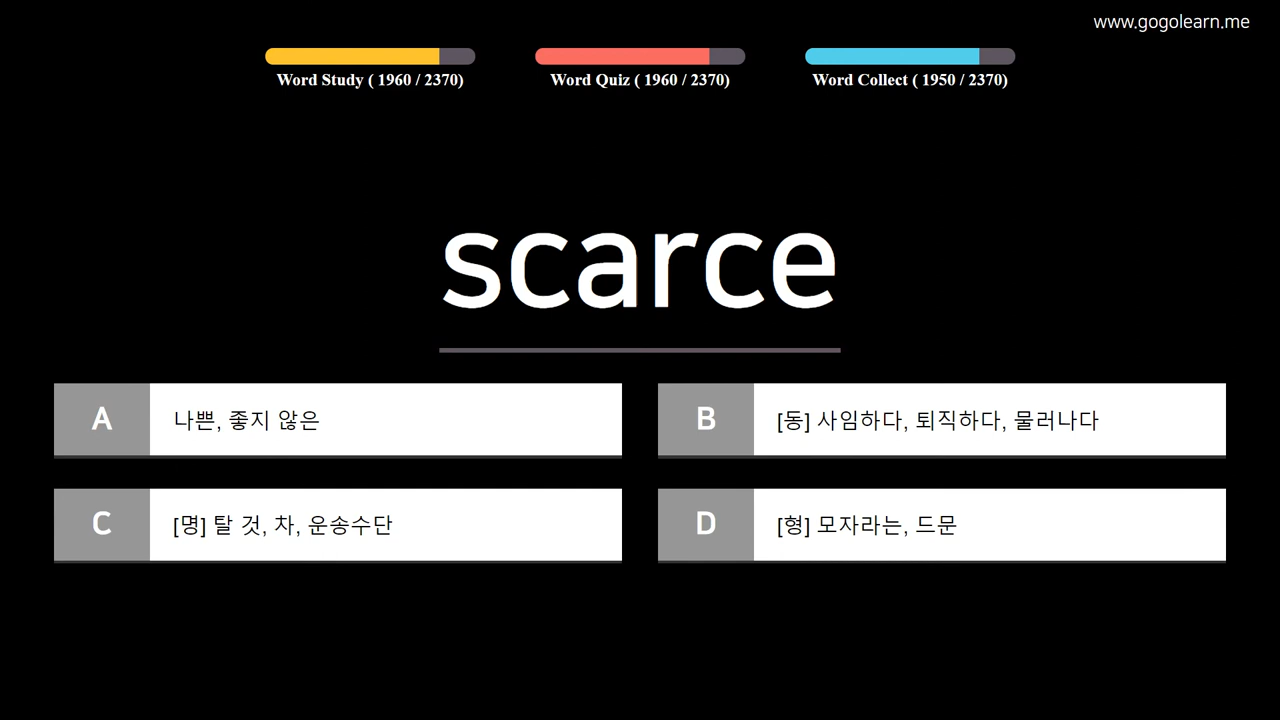 www.gogolearn.me
Word Study ( 1960 / 2370)
Word Quiz ( 1960 / 2370)
Word Collect ( 1950 / 2370)
scarce
A
나쁜, 좋지 않은
B
[동] 사임하다, 퇴직하다, 물러나다
C
[명] 탈 것, 차, 운송수단
D
[형] 모자라는, 드문